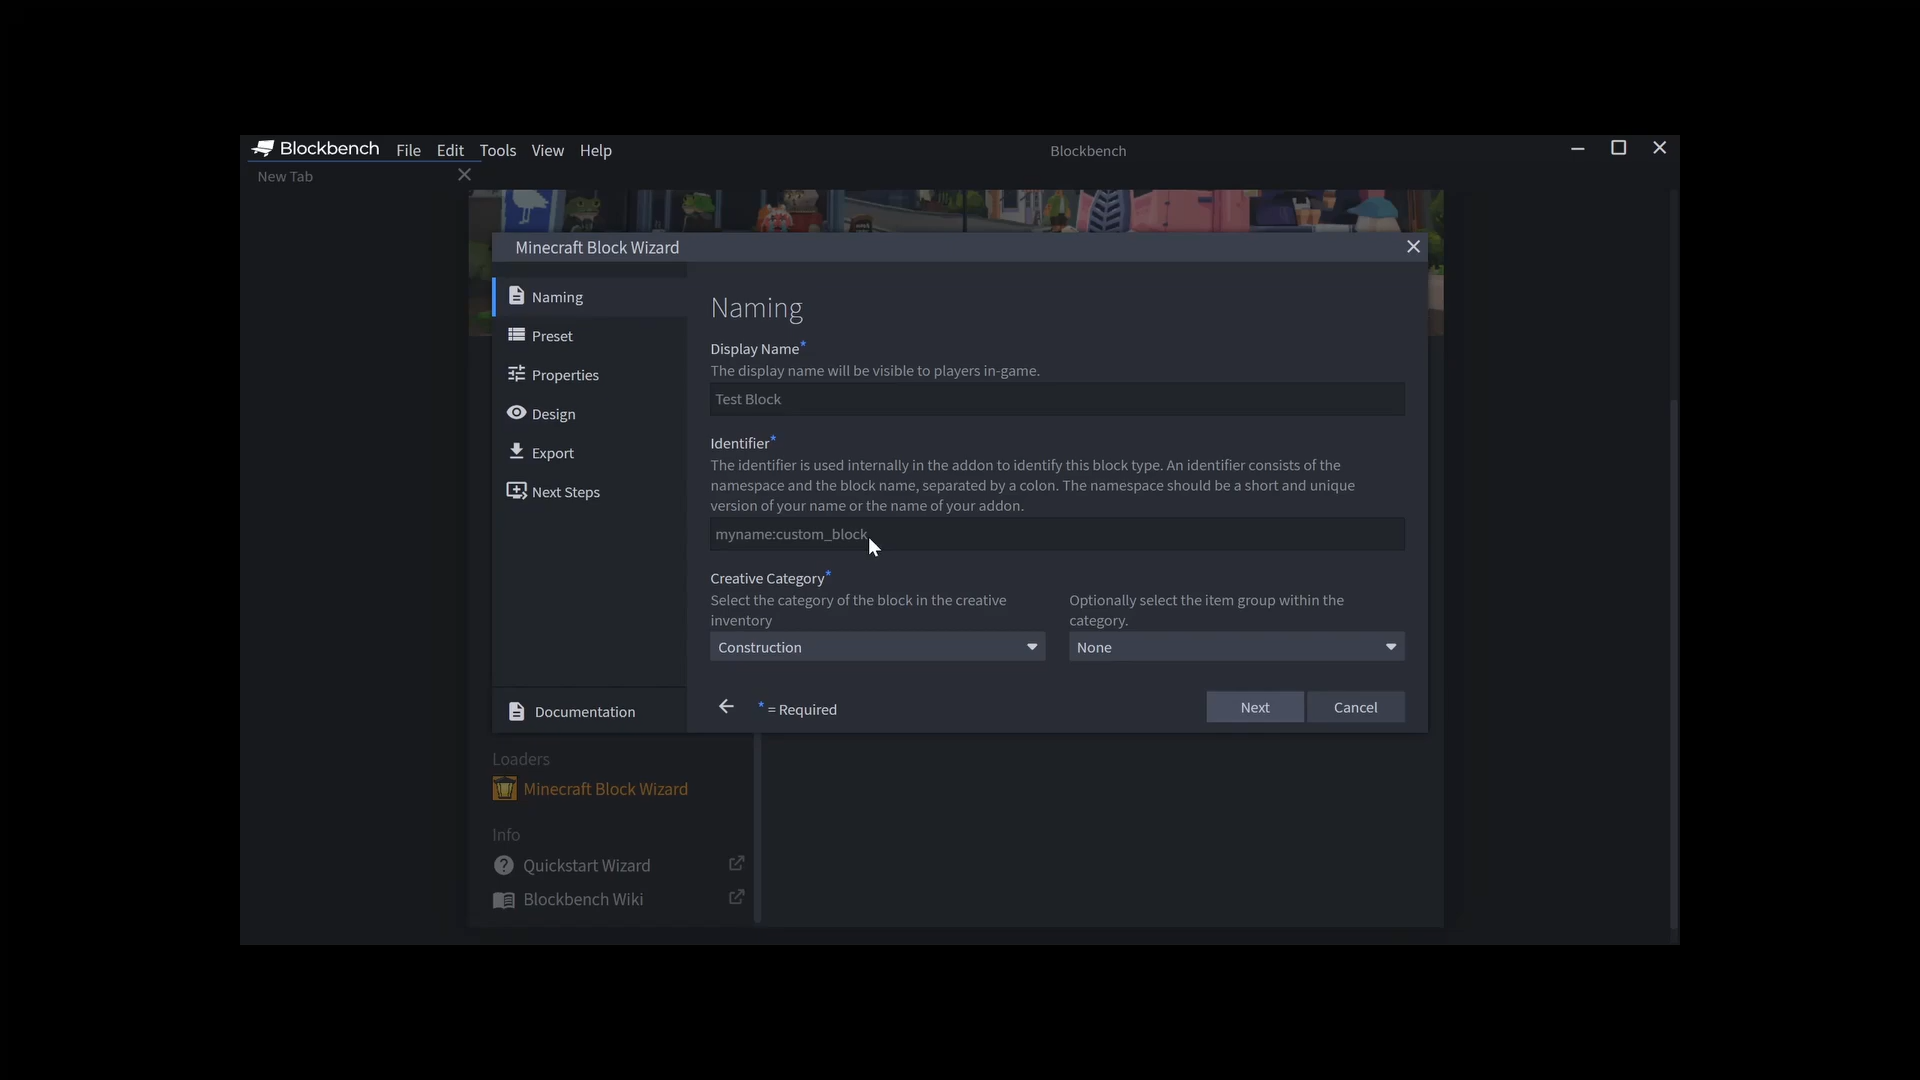 Blockbench File Edit Tools View Help
Blockbench
New Tab
Minecraft Block Wizard
Naming
Preset
Properties
Design
Export
Next Steps
Documentation
Naming
Display Name*
The display name will be visible to players in-game.
Test Block
Identifier*
The identifier is used internally in the addon to identify this block type. An identifier consists of the
namespace and the block name, separated by a colon. The namespace should be a short and unique
version of your name or the name of your addon.
myname:custom_block
Creative Category*
Select the category of the block in the creative
inventory
Construction
Optionally select the item group within the
category.
None
* = Required
Next
Cancel
Loaders
Minecraft Block Wizard
Info
Quickstart Wizard
Blockbench Wiki